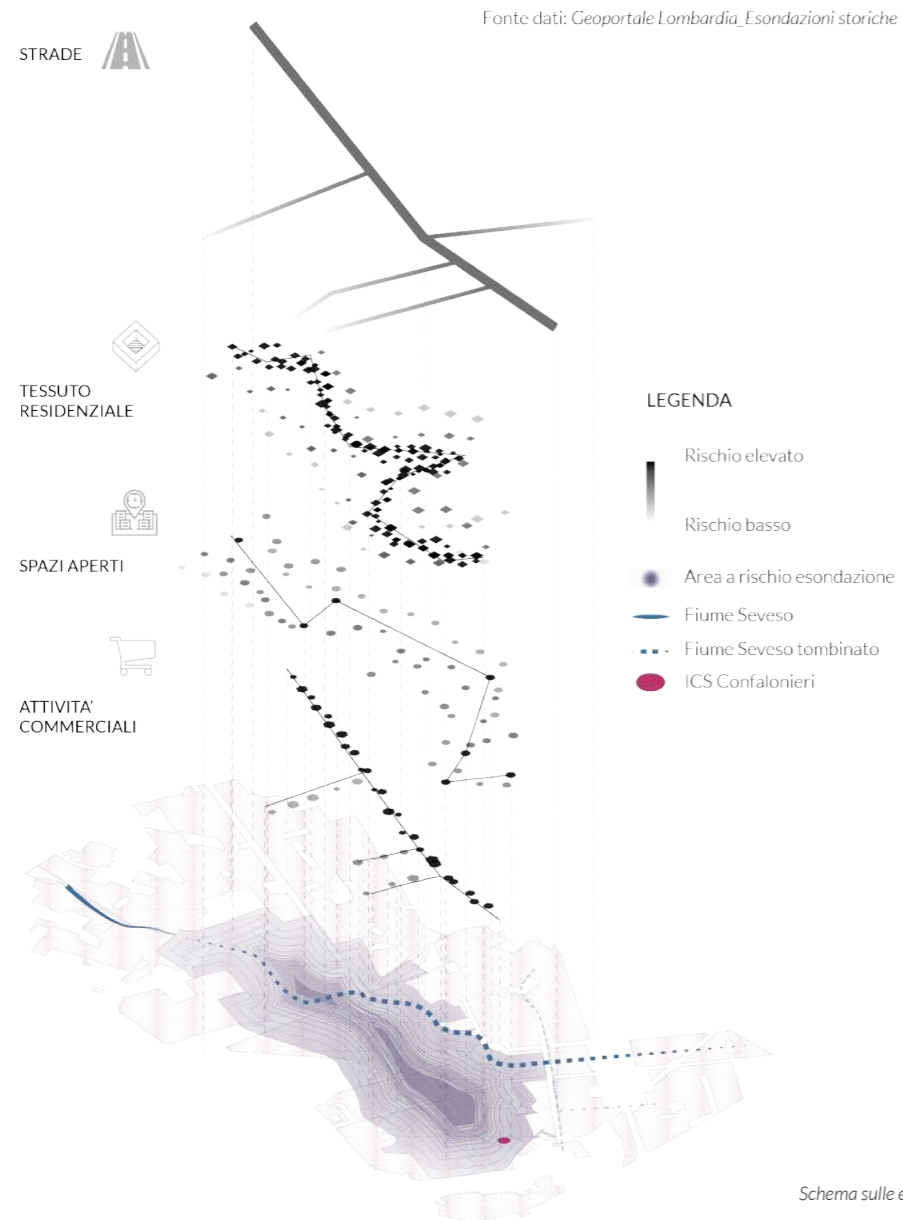 Fonte dati: Geoportale Lombardia_Esondazioni storiche
STRADE
TESSUTO
RESIDENZIALE
SPAZI APERTI
ATTIVITA'
COMMERCIALI
LEGENDA
Rischio elevato
Rischio basso
Area a rischio esondazione
Fiume Seveso
Fiume Seveso tombinato
ICS Confalonieri
Schema sulle e